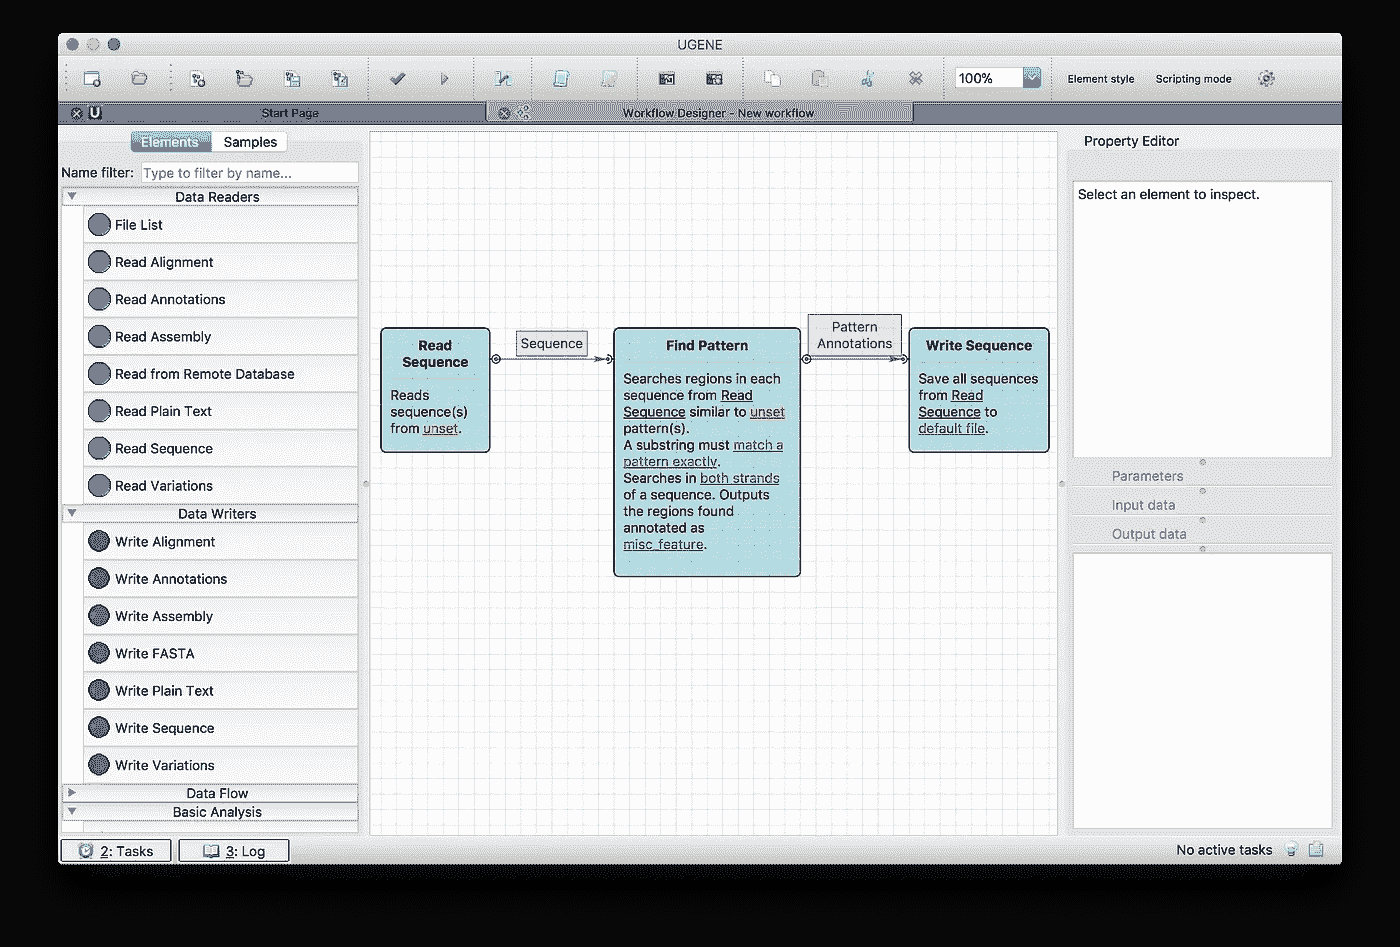 UGENE
100%
Element style
Scripting mode
U
Start Page
Workflow Designer - New workflow
Elements
Samples
Name filter:
Type to filter by name...
Data Readers
File List
Read Alignment
Read Annotations
Read Assembly
Read from Remote Database
Read Plain Text
Read Sequence
Read Variations
Data Writers
Write Alignment
Write Annotations
Write Assembly
Write FASTA
Write Plain Text
Write Sequence
Write Variations
Data Flow
Basic Analysis
Read
Sequence
Reads
sequence(s)
from unset.
Sequence
Find Pattern
Searches regions in each
sequence from Read
Sequence similar to unset
pattern(s).
A substring must match a
pattern exactly.
Searches in both strands
of a sequence. Outputs
the regions found
annotated as
misc_feature.
Pattern
Annotations
Write Sequence
Save all sequences
from Read
Sequence to
default file.
Property Editor
Select an element to inspect.
Parameters
Input data
Output data
2: Tasks
3: Log
No active tasks